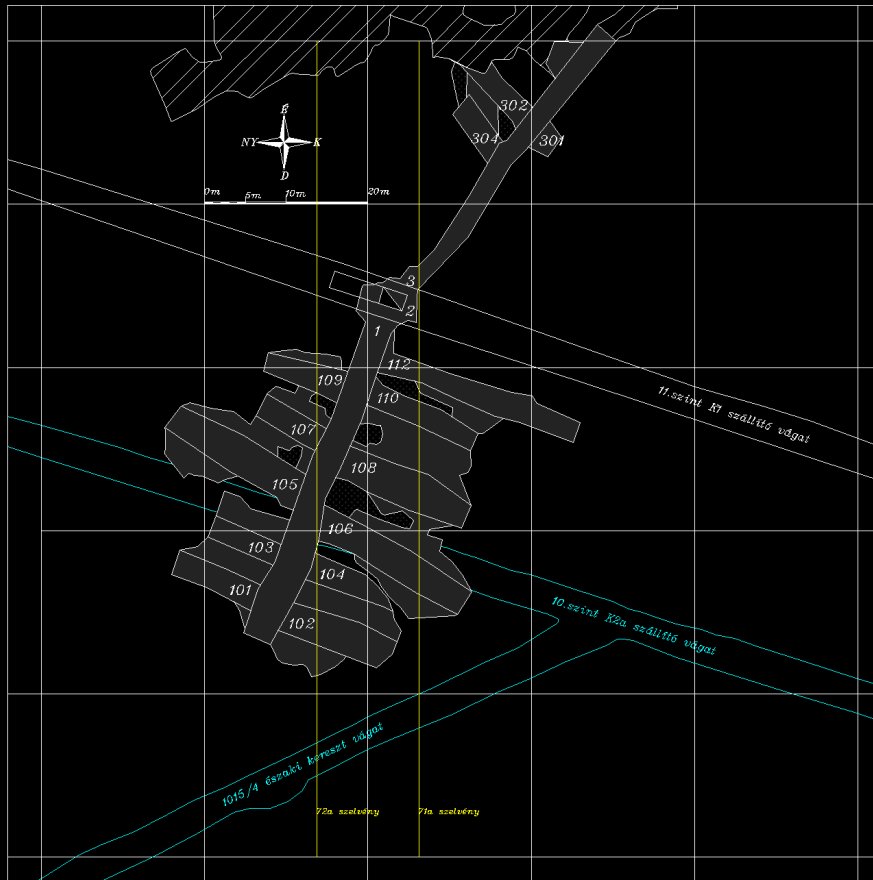 302
304
301
É
NY
K
D
0m
5m
10m
20m
3
2
1
112
109
110
11.szint K1 szállító vágat
107
108
105
106
103
104
101
102
10.szint K2a szállító vágat
1015/4 északi kereszt vágat
72a szelvény
71a szelvény